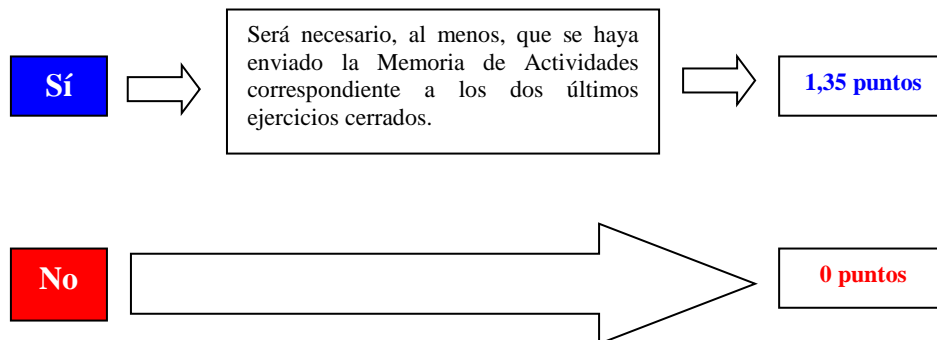 Sí
Será necesario, al menos, que se haya
enviado la Memoria de Actividades
correspondiente a los dos últimos
ejercicios cerrados.
1,35 puntos
No
0 puntos